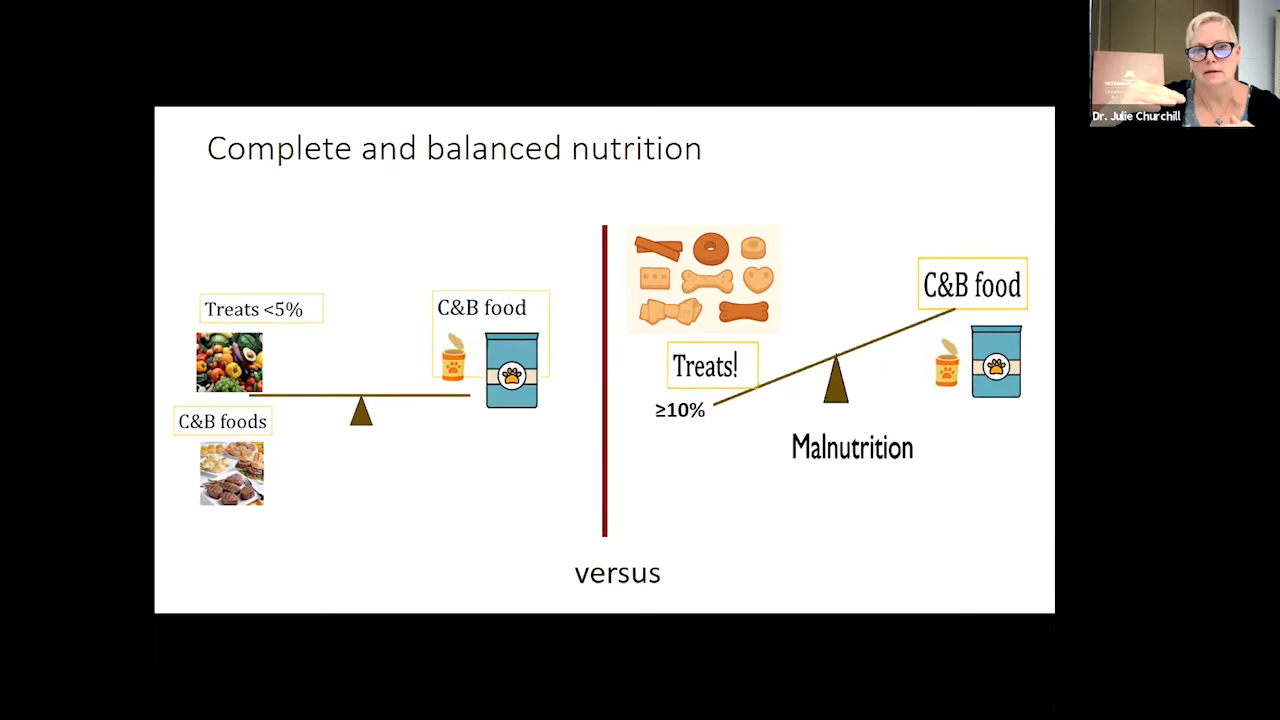 Complete and balanced nutrition
Treats <5%
C&B food
C&B foods
Treats!
≥10%
C&B food
Malnutrition
versus
Dr. Julie Churchill